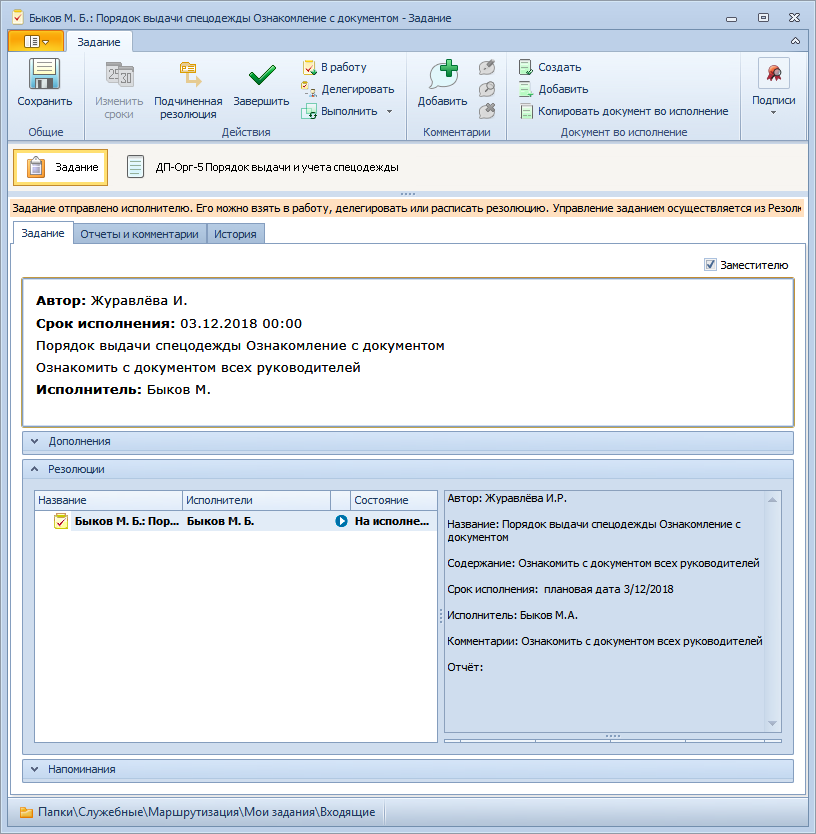 Быков М. Б.: Порядок выдачи спецодежды Ознакомление с документом - Задание
Задание
Сохранить
Изменить сроки
Подчиненная резолюция
Завершить
В работу
Делегировать
Выполнить
Добавить
Создать
Добавить
Копировать документ во исполнение
Подписи
Общие
Действия
Комментарии
Документ во исполнение
Задание
ДП-Орг-5 Порядок выдачи и учета спецодежды
Задание отправлено исполнителю. Его можно взять в работу, делегировать или расписать резолюцию. Управление заданием осуществляется из Резолю
Задание
Отчеты и комментарии
История
Заместителю
Автор: Журавлёва И.
Срок исполнения: 03.12.2018 00:00
Порядок выдачи спецодежды Ознакомление с документом
Ознакомить с документом всех руководителей
Исполнитель: Быков М.
Дополнения
Резолюции
Название Исполнители Состояние
Быков М. Б.: Пор... Быков М. Б. На исполне...
Автор: Журавлёва И.Р.
Название: Порядок выдачи спецодежды Ознакомление с
документом
Содержание: Ознакомить с документом всех руководителей
Срок исполнения: плановая дата 3/12/2018
Исполнитель: Быков М.А.
Комментарии: Ознакомить с документом всех руководителей
Отчёт:
Напоминания
Папки\Служебные\Маршрутизация\Мои задания\Входящие